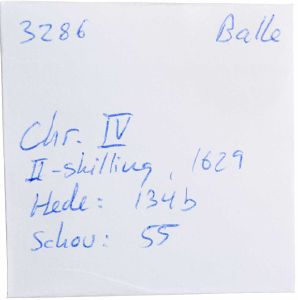 3286 Balle
Chr. IV
II-skilling, 1629
Hede: 134b
Schou: 55